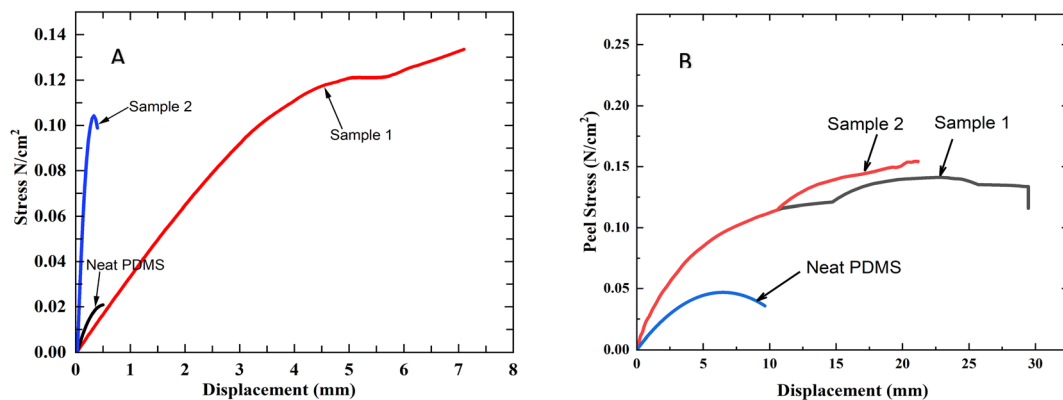 A
Stress N/cm²
0.14
0.12
0.10
0.08
0.06
0.04
0.02
0.00
Sample 2
Sample 1
Neat PDMS
0 1 2 3 4 5 6 7 8
Displacement (mm)
B
Peel Stress (N/cm²)
0.25
0.20
0.15
0.10
0.05
0.00
Sample 2
Sample 1
Neat PDMS
0 5 10 15 20 25 30
Displacement (mm)